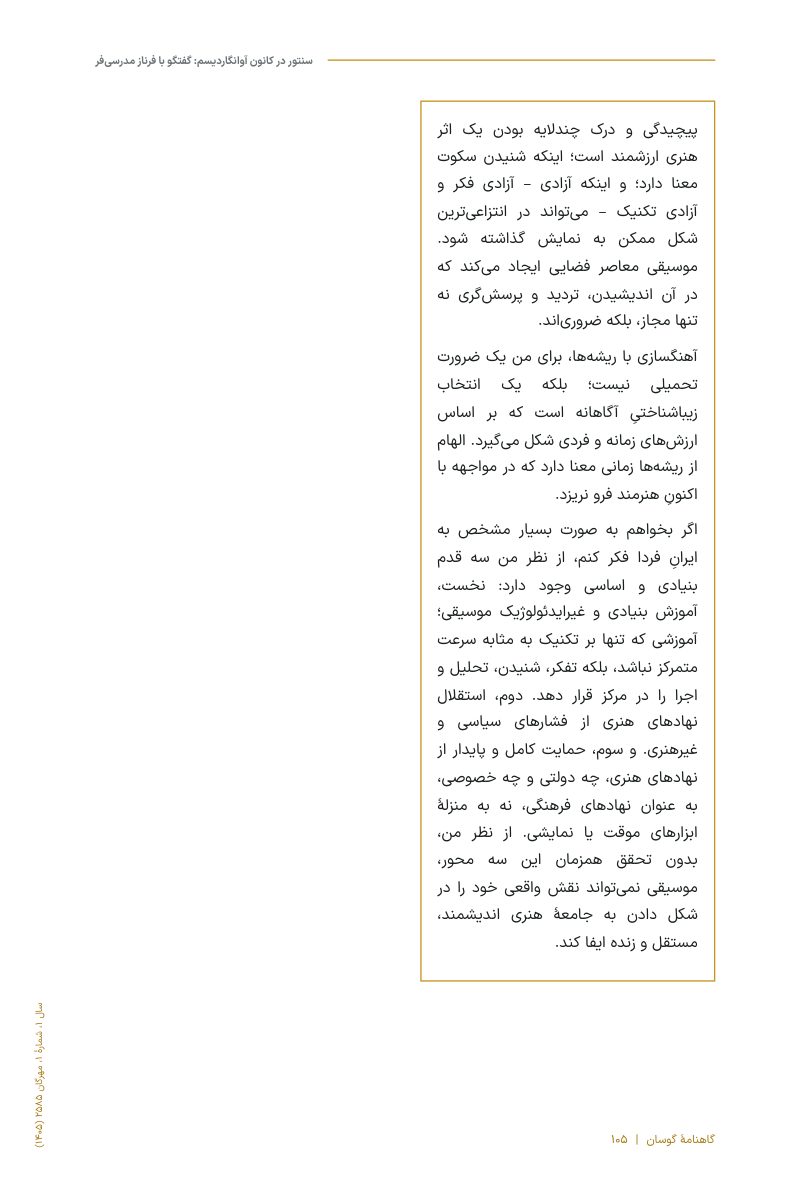 سنتور در کانون آوانگاردیسم: گفتگو با فرناز مدرسی‌فر
پیچیدگی و درک چندلایه بودن یک اثر
هنری ارزشمند است؛ اینکه شنیدن سکوت
معنا دارد؛ و اینکه آزادی – آزادی فکر و
آزادی تکنیک – می‌تواند در انتزاعی‌ترین
شکل ممکن به نمایش گذاشته شود.
موسیقی معاصر فضایی ایجاد می‌کند که
در آن اندیشیدن، تردید و پرسش‌گری نه
تنها مجاز، بلکه ضروری‌اند.
آهنگسازی با ریشه‌ها، برای من یک ضرورت
تحمیلی نیست؛ بلکه یک انتخاب
زیباشناختیِ آگاهانه است که بر اساس
ارزش‌های زمانه و فردی شکل می‌گیرد. الهام
از ریشه‌ها زمانی معنا دارد که در مواجهه با
اکنونِ هنرمند فرو نریزد.
اگر بخواهم به صورت بسیار مشخص به
ایرانِ فردا فکر کنم، از نظر من سه قدم
بنیادی و اساسی وجود دارد: نخست،
آموزش بنیادی و غیرایدئولوژیک موسیقی؛
آموزشی که تنها بر تکنیک به مثابه سرعت
متمرکز نباشد، بلکه تفکر، شنیدن، تحلیل و
اجرا را در مرکز قرار دهد. دوم، استقلال
نهادهای هنری از فشارهای سیاسی و
غیرهنری. و سوم، حمایت کامل و پایدار از
نهادهای هنری، چه دولتی و چه خصوصی،
به عنوان نهادهای فرهنگی، نه به منزلهٔ
ابزارهای موقت یا نمایشی. از نظر من،
بدون تحقق همزمان این سه محور،
موسیقی نمی‌تواند نقش واقعی خود را در
شکل دادن به جامعهٔ هنری اندیشمند،
مستقل و زنده ایفا کند.
سال ۱، شمارهٔ ۱، مهرگان ۲۵۸۵ (۱۴۰۵)
گاهنامهٔ گوسان | ۱۰۵